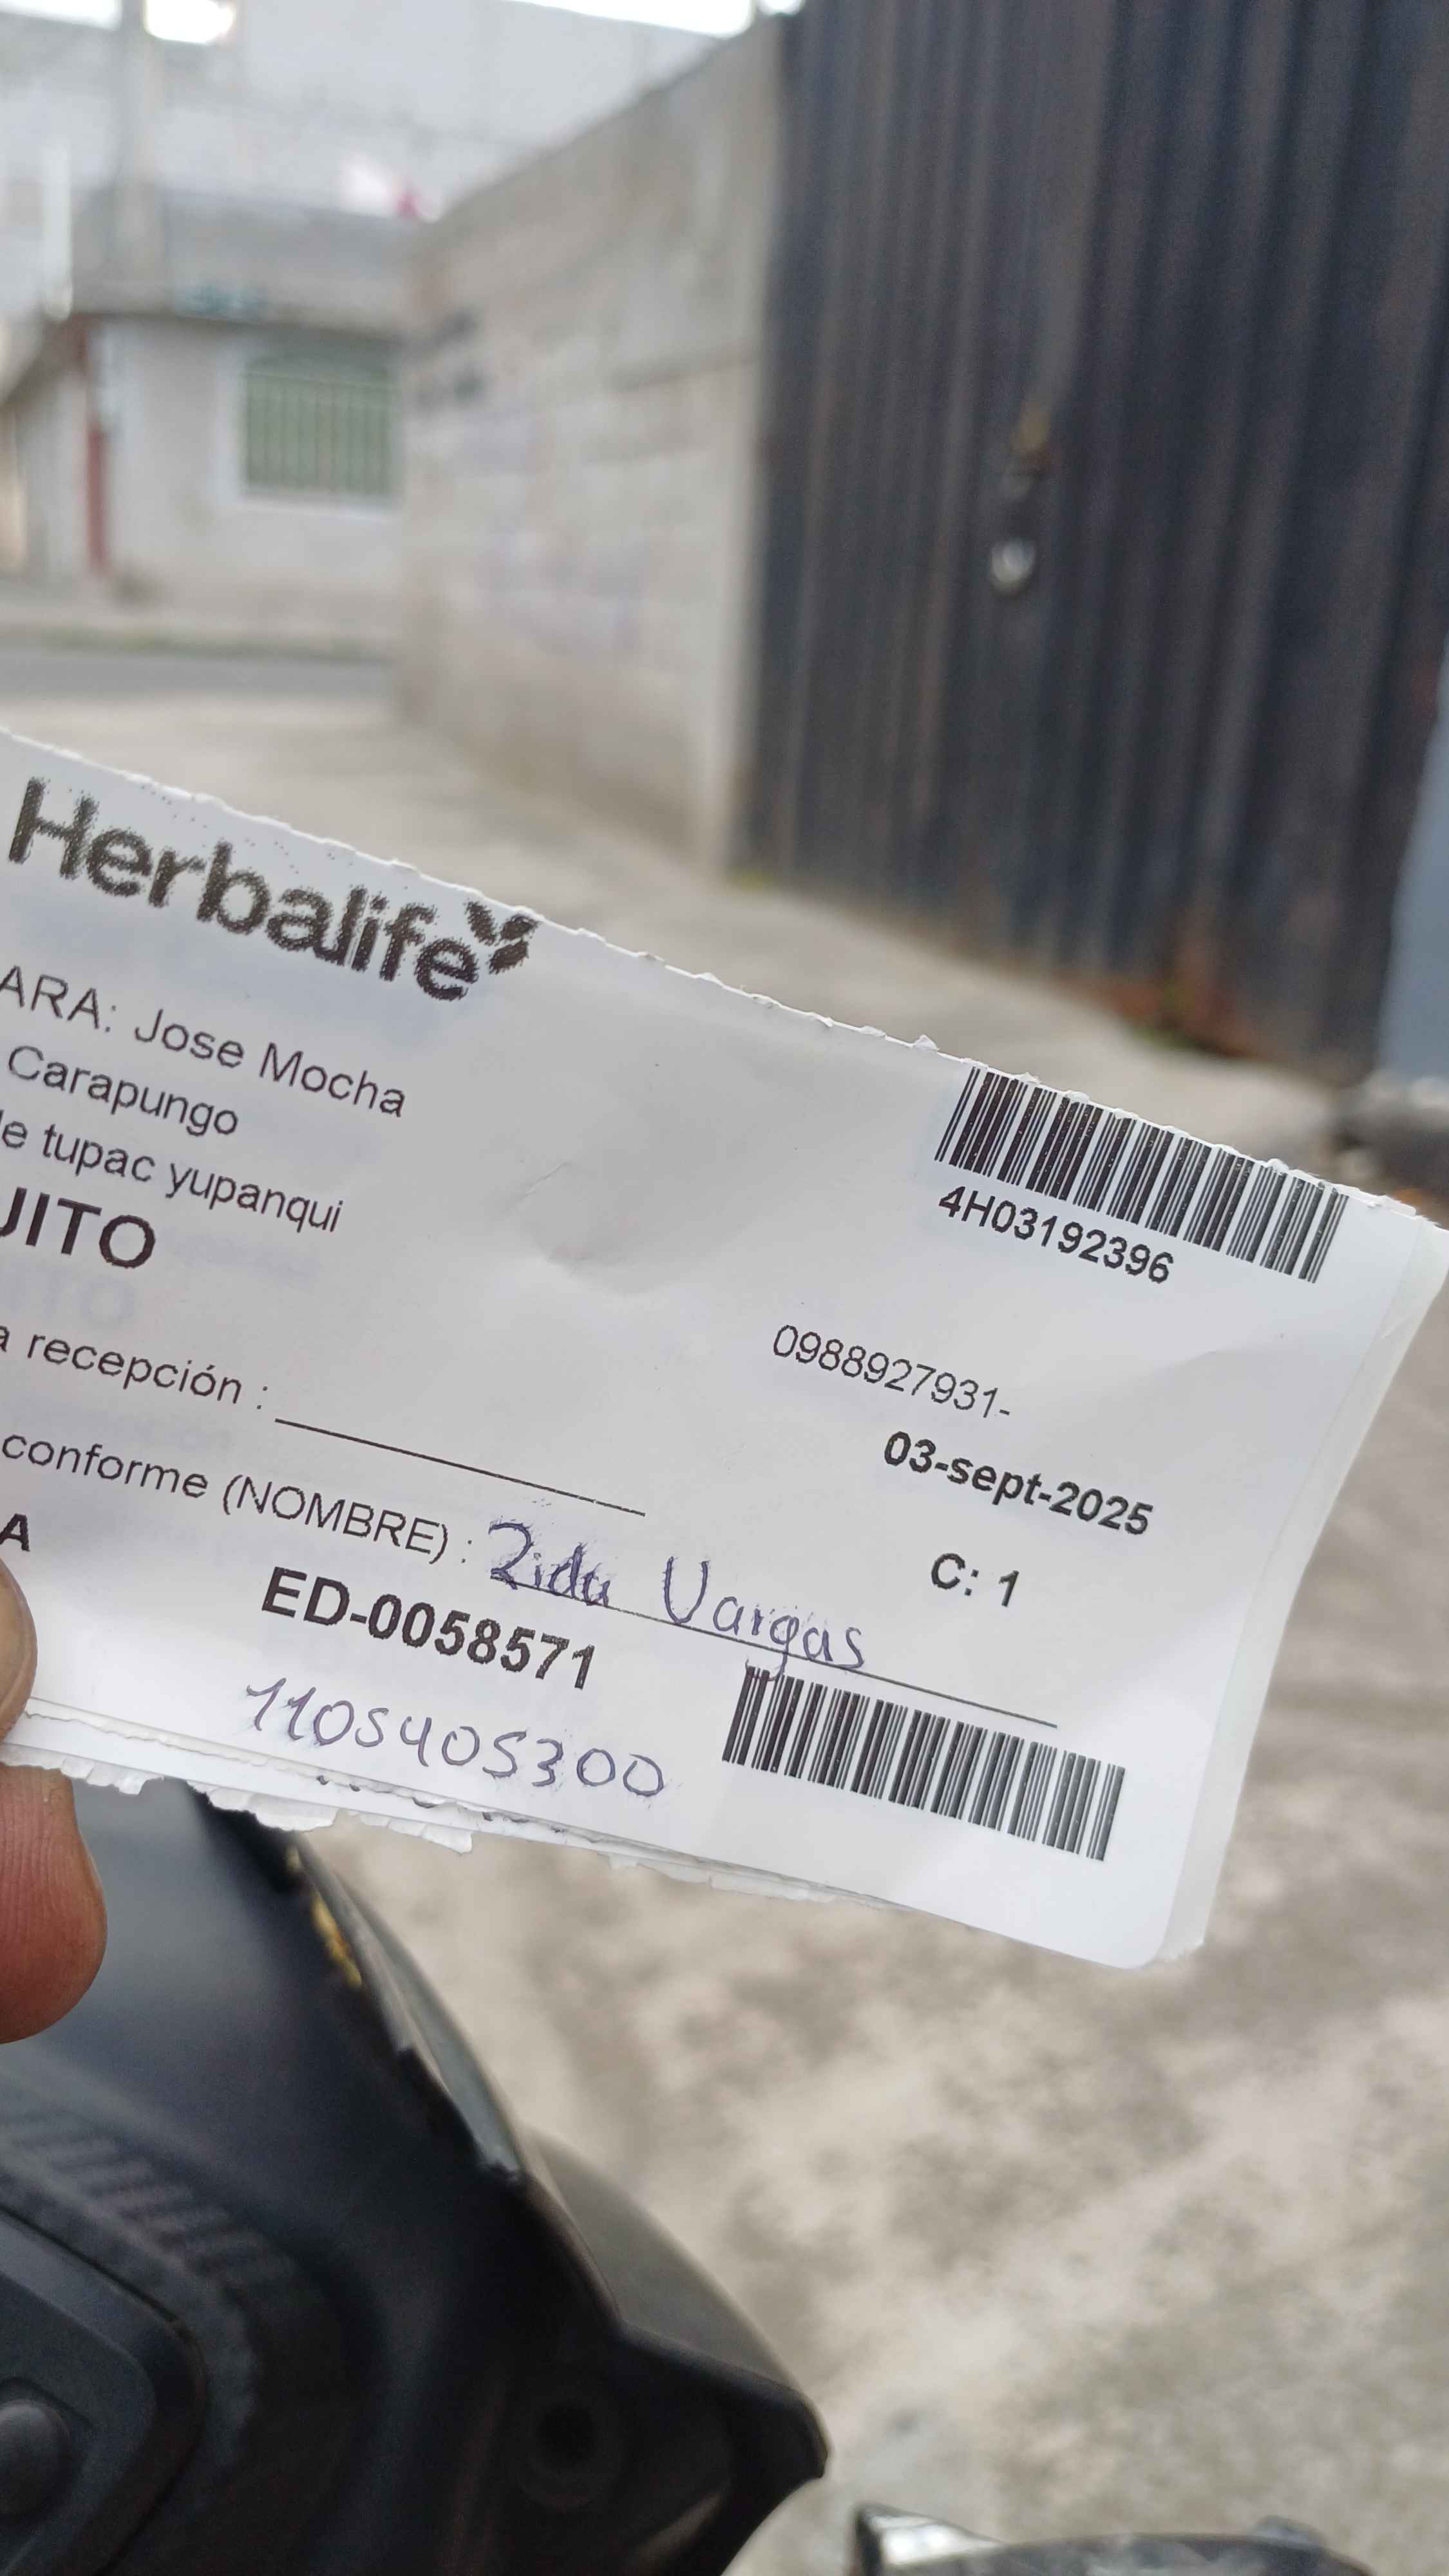 Herbalife
ARA: Jose Mocha
Carapungo
le tupac yupanqui
UITO
4H03192396
0988927931-
a recepción :
03-sept-2025
conforme (NOMBRE) : Zida Vargas
C: 1
A
ED-0058571
1105405300